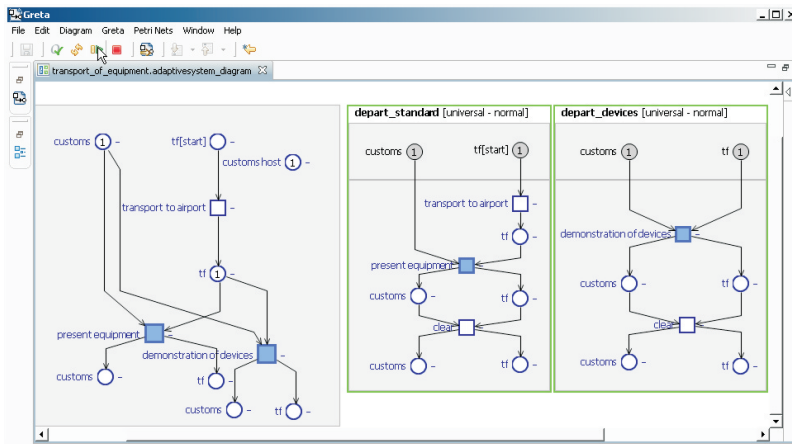 Greta
File Edit Diagram Greta Petri Nets Window Help
transport_of_equipment.adaptivesystem_diagram
customs 1 -
tf[start] -
customs host 1 -
transport to airport -
tf 1 -
present equipment -
demonstration of devices -
customs -
tf -
customs -
tf -
depart_standard [universal - normal]
customs 1
tf[start] 1
transport to airport -
tf -
present equipment -
customs -
tf -
clear -
customs -
tf -
depart_devices [universal - normal]
customs 1
tf 1
demonstration of devices -
customs -
tf -
clear -
customs -
tf -